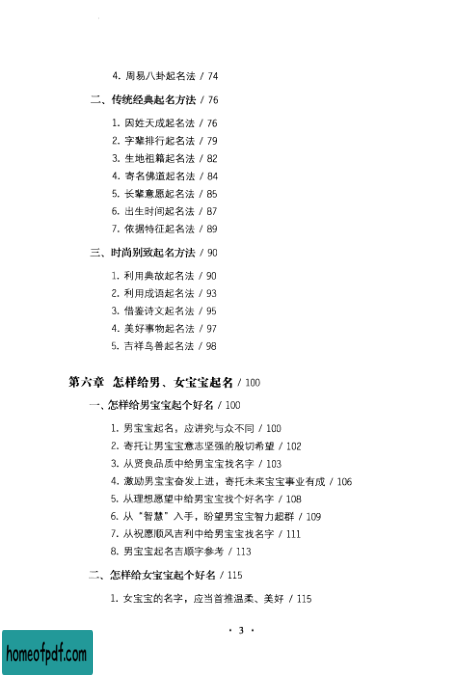 4. 周易八卦起名法 / 74
二、传统经典起名方法 / 76
1. 因姓天成起名法 / 76
2. 字辈排行起名法 / 79
3. 生地祖籍起名法 / 82
4. 寄名佛道起名法 / 84
5. 长辈意愿起名法 / 85
6. 出生时间起名法 / 87
7. 依据特征起名法 / 89
三、时尚别致起名方法 / 90
1. 利用典故起名法 / 90
2. 利用成语起名法 / 93
3. 借鉴诗文起名法 / 95
4. 美好事物起名法 / 97
5. 吉祥鸟兽起名法 / 98
第六章 怎样给男、女宝宝起名 / 100
一、怎样给男宝宝起个好名 / 100
1. 男宝宝起名，应讲究与众不同 / 100
2. 寄托让男宝宝意志坚强的殷切希望 / 102
3. 从贤良品质中给男宝宝找名字 / 103
4. 激励男宝宝奋发上进，寄托未来宝宝事业有成 / 106
5. 从理想愿望中给男宝宝找个好名字 / 108
6. 从“智慧”入手，盼望男宝宝智力超群 / 109
7. 从祝愿顺风吉利中给男宝宝找名字 / 111
8. 男宝宝起名吉顺字参考 / 113
二、怎样给女宝宝起个好名 / 115
1. 女宝宝的名字，应当首推温柔、美好 / 115
· 3 ·
homeofpdf.com